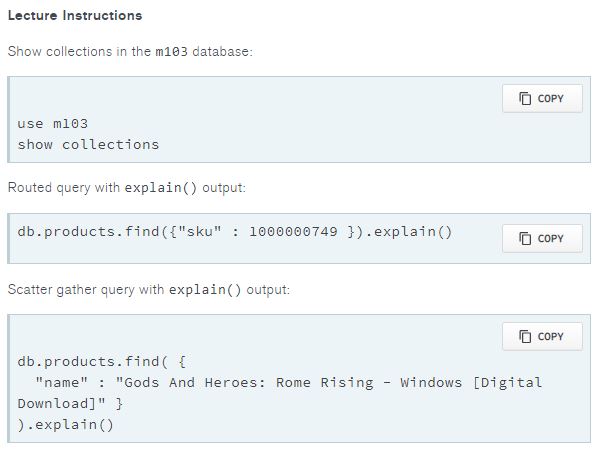 Lecture Instructions
Show collections in the m103 database:
COPY
use m103
show collections
Routed query with explain() output:
db.products.find({"sku" : 1000000749 }).explain()
COPY
Scatter gather query with explain() output:
COPY
db.products.find( {
  "name" : "Gods And Heroes: Rome Rising - Windows [Digital
Download]" }
).explain()